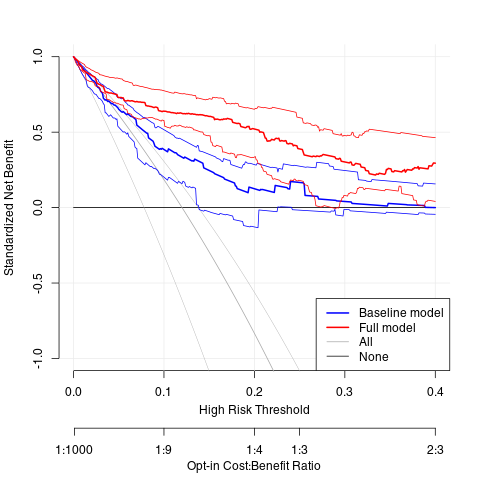 1.0
0.5
0.0
-0.5
-1.0
Standardized Net Benefit
Baseline model
Full model
All
None
0.0 0.1 0.2 0.3 0.4
High Risk Threshold
1:1000 1:9 1:4 1:3 2:3
Opt-in Cost:Benefit Ratio